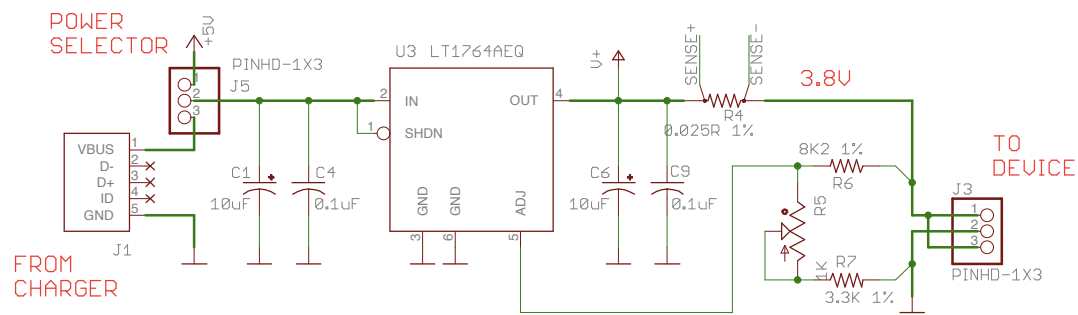 POWER
SELECTOR
+5V
PINHD-1X3
J5
1
2
3
U3 LT1764AEQ
V+
SENSE+
SENSE-
3.8V
2
IN
OUT
4
1
SHDN
R4
0.025R 1%
VBUS
1
D-
2
D+
3
ID
4
GND
5
J1
C1
10uF
C4
0.1uF
GND
GND
ADJ
3
6
5
C6
10uF
C9
0.1uF
8K2 1%
R6
R5
1K
R7
3.3K 1%
TO
DEVICE
J3
1
2
3
PINHD-1X3
FROM
CHARGER